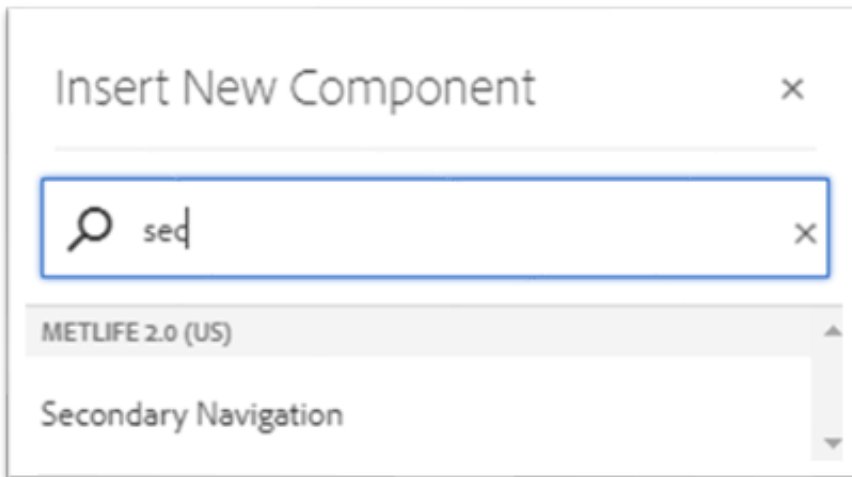 Insert New Component
sec
METLIFE 2.0 (US)
Secondary Navigation